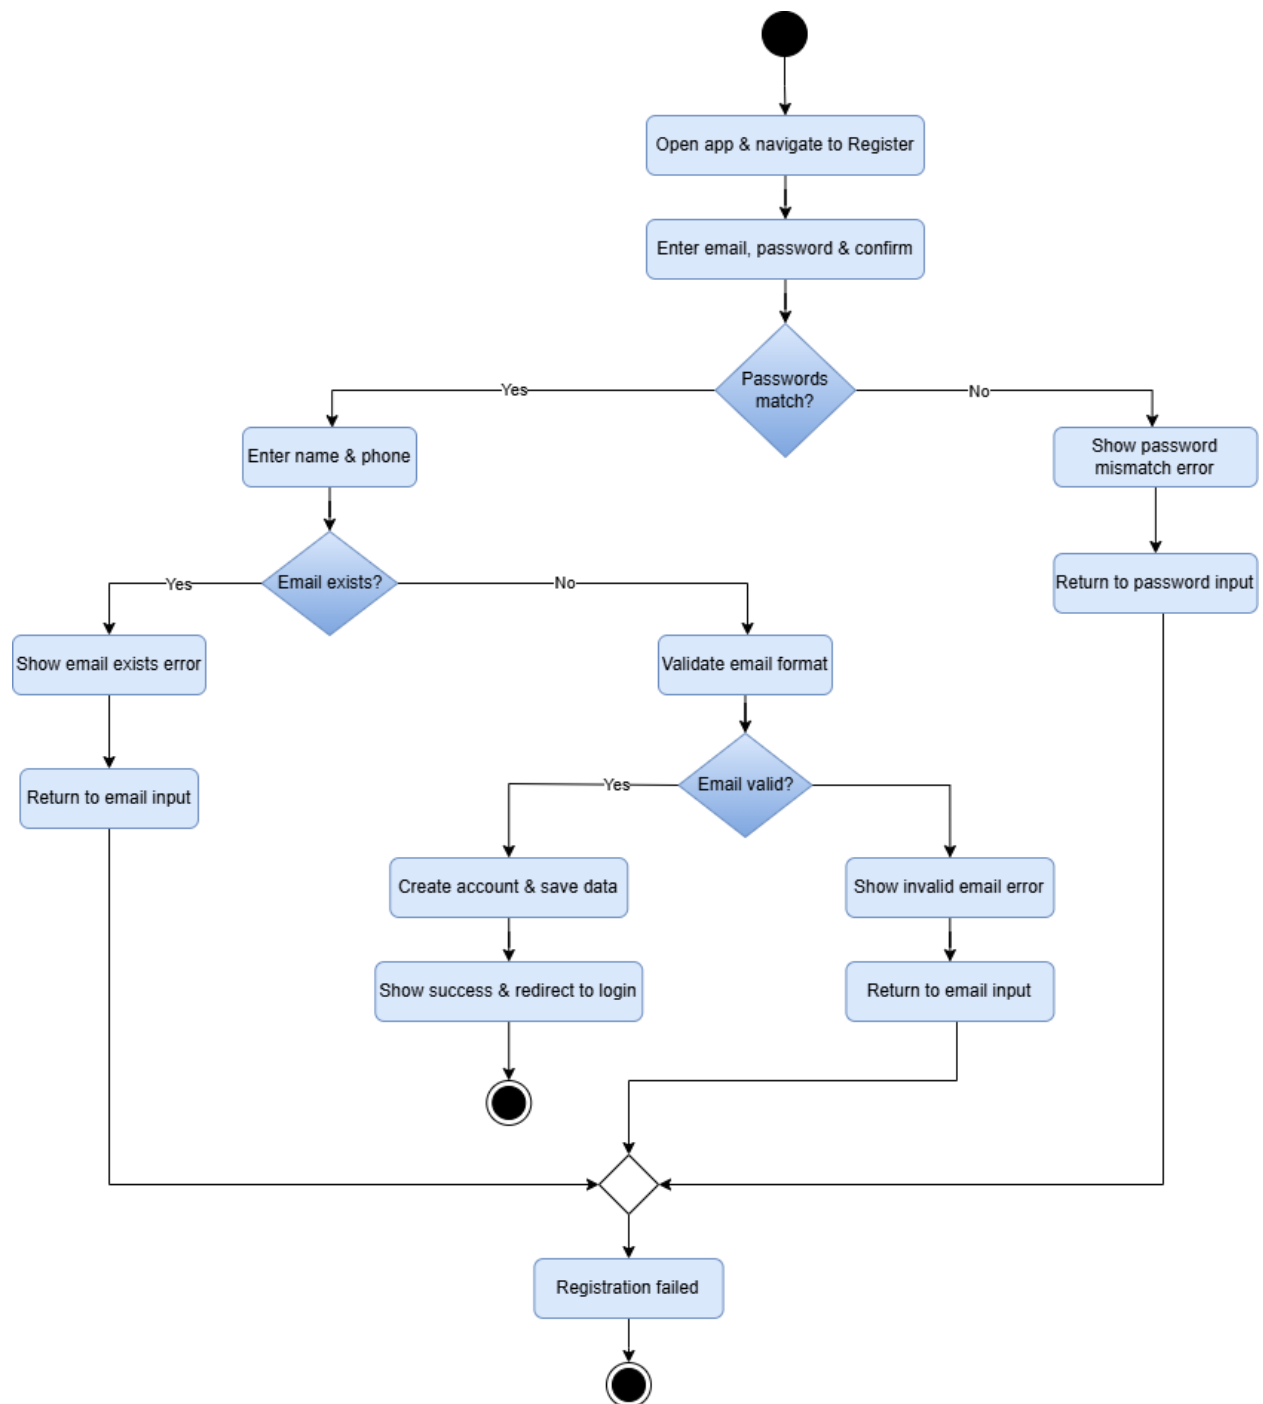 Open app & navigate to Register
Enter email, password & confirm
Passwords
match?
Yes
No
Enter name & phone
Show password
mismatch error
Email exists?
Yes
No
Return to password input
Show email exists error
Validate email format
Return to email input
Email valid?
Yes
Create account & save data
Show invalid email error
Show success & redirect to login
Return to email input
Registration failed